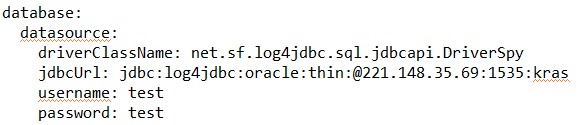 database:
  datasource:
    driverClassName: net.sf.log4jdbc.sql.jdbcapi.DriverSpy
    jdbcUrl: jdbc:log4jdbc:oracle:thin:@221.148.35.69:1535:kras
    username: test
    password: test